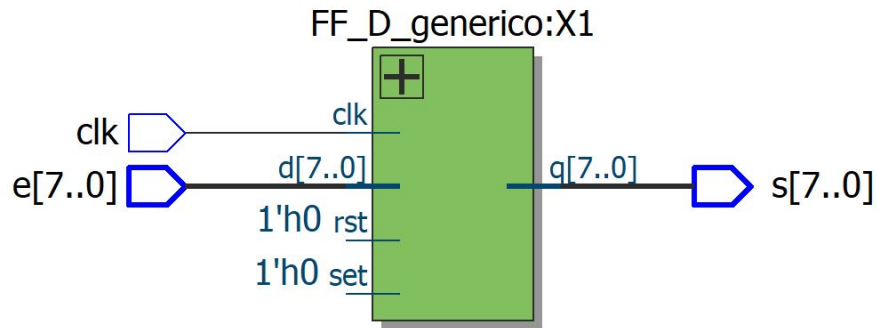 FF_D_generico:X1
clk
clk
e[7..0]
d[7..0]
q[7..0]
s[7..0]
1'h0 rst
1'h0 set